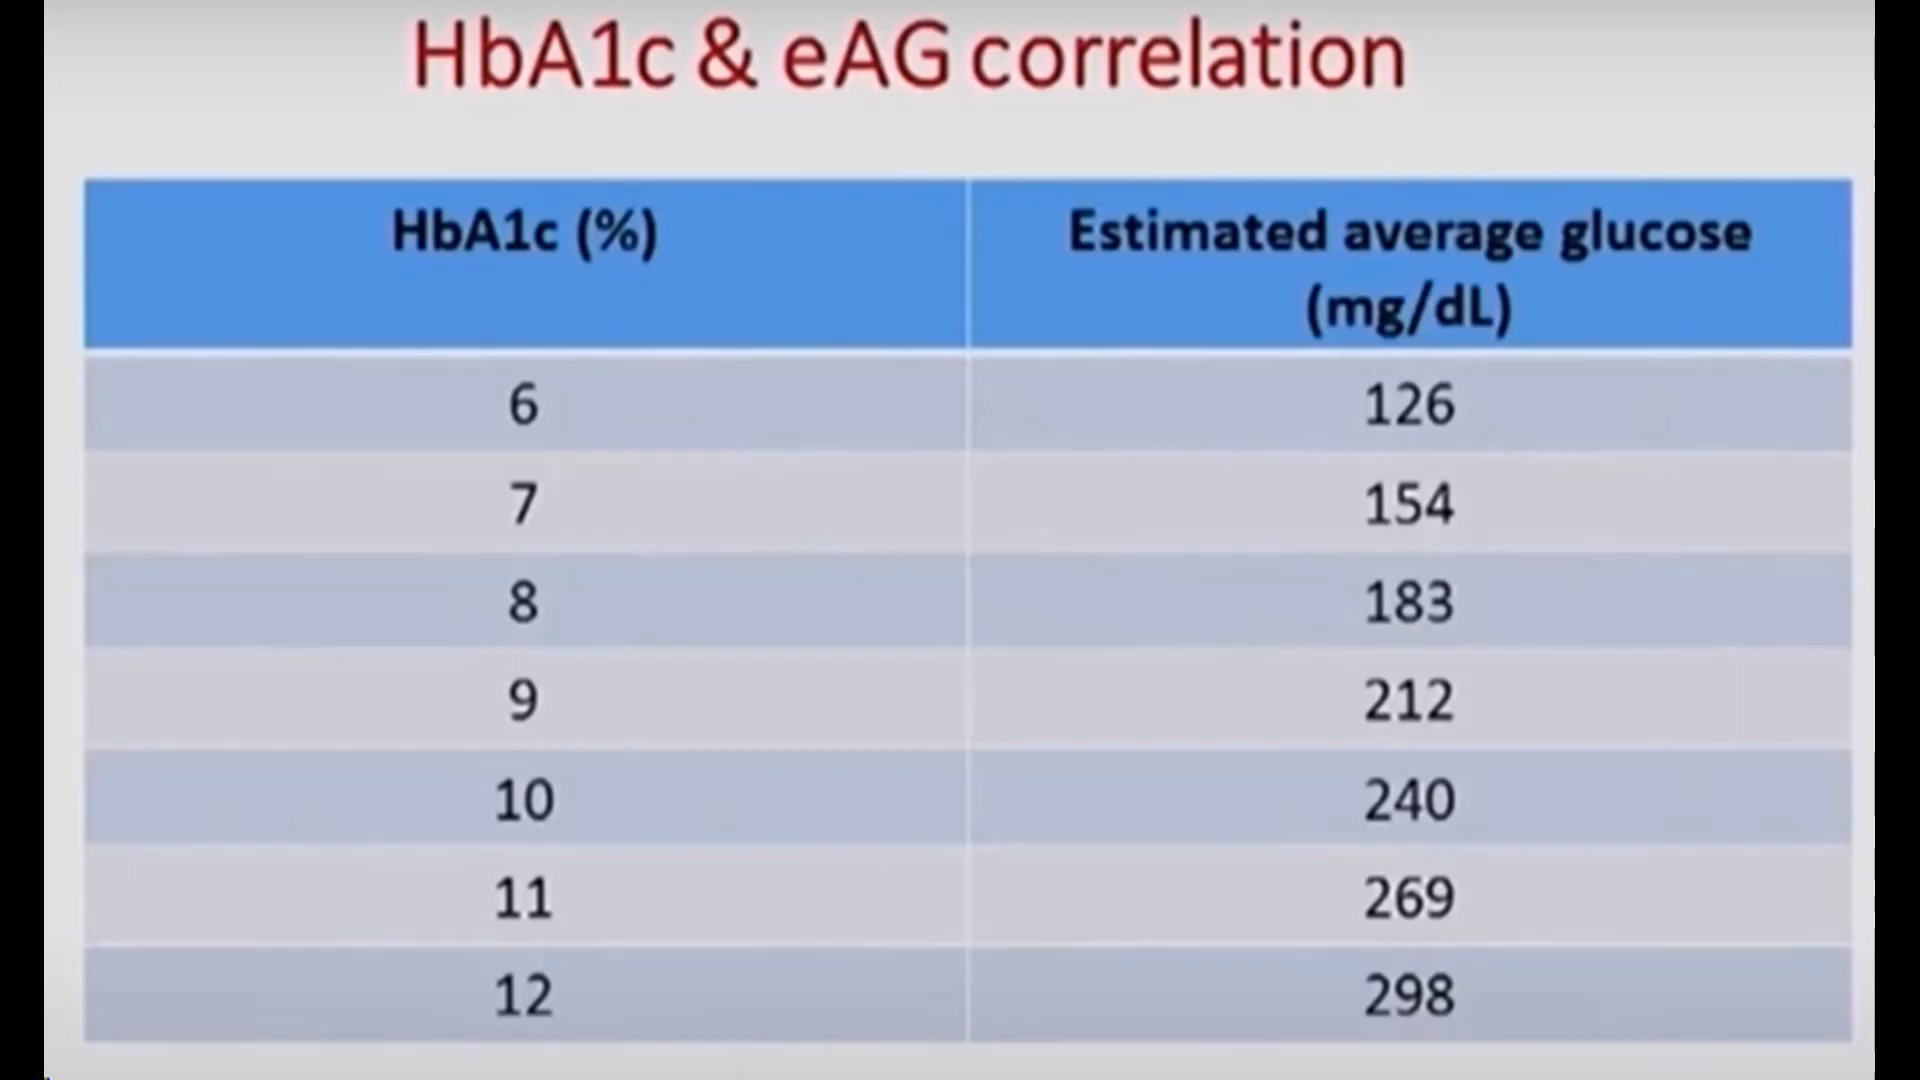 HbA1c & eAG correlation
HbA1c (%) Estimated average glucose
(mg/dL)
6 126
7 154
8 183
9 212
10 240
11 269
12 298